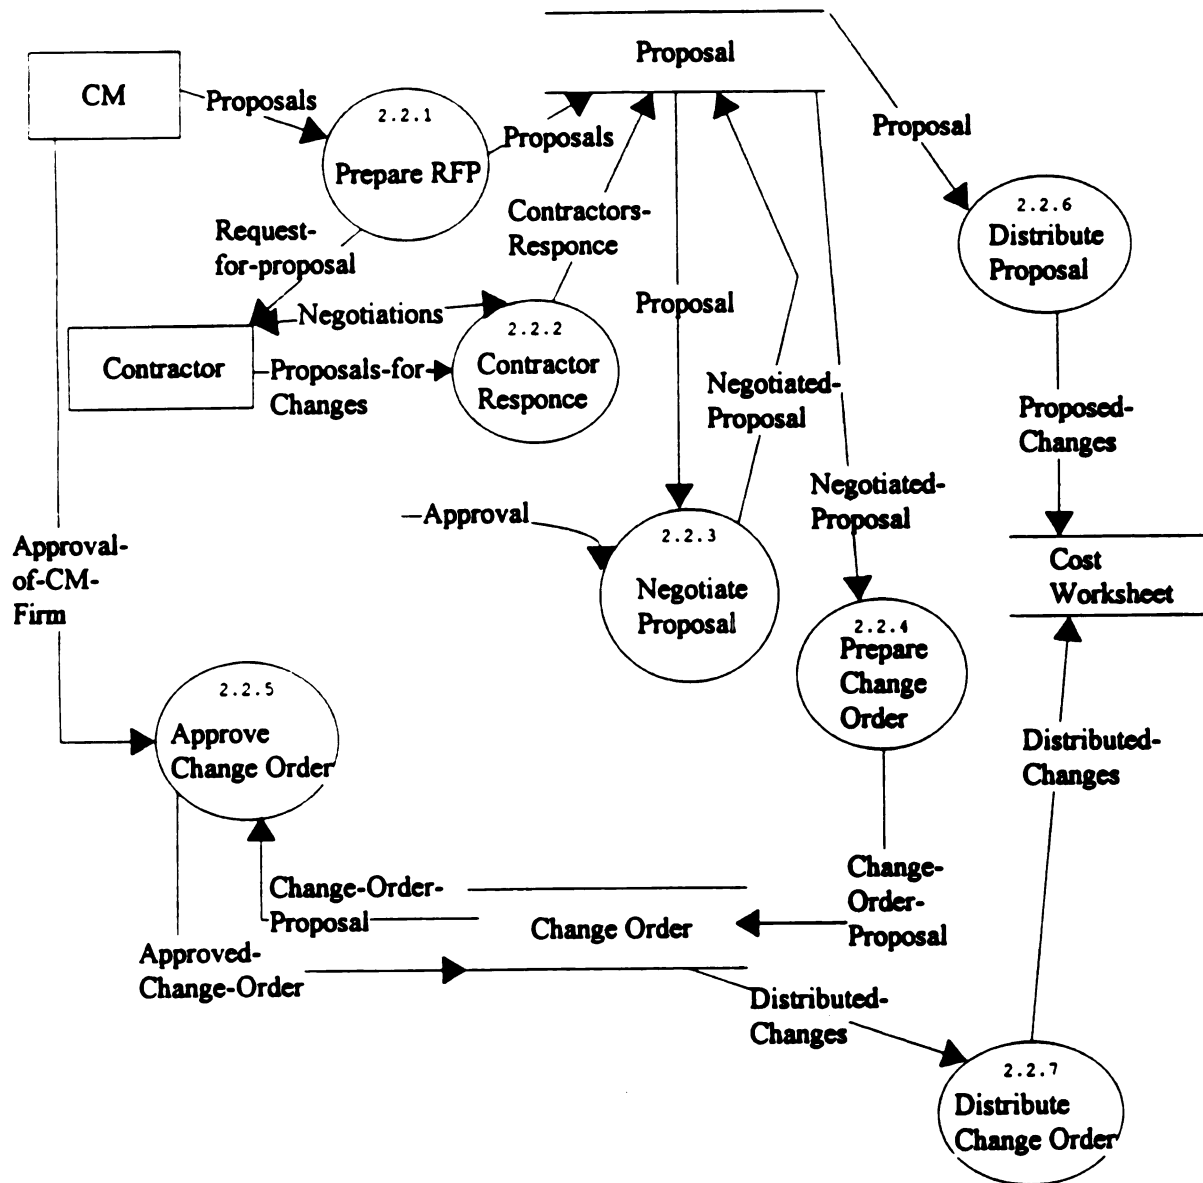 Proposal
CM
Proposals
2.2.1
Prepare RFP
Proposals
Proposal
Contractors-
Responce
2.2.6
Distribute
Proposal
Request-
for-proposal
Negotiations
Proposal
2.2.2
Contractor
Responce
Contractor
Proposals-for-
Changes
Negotiated-
Proposal
Proposed-
Changes
Negotiated-
Proposal
Approval
2.2.3
Negotiate
Proposal
Approval-
of-CM-
Firm
Cost
Worksheet
2.2.4
Prepare
Change
Order
2.2.5
Approve
Change Order
Distributed-
Changes
Change-Order-
Proposal
Change Order
Change-
Order-
Proposal
Approved-
Change-Order
Distributed-
Changes
2.2.7
Distribute
Change Order